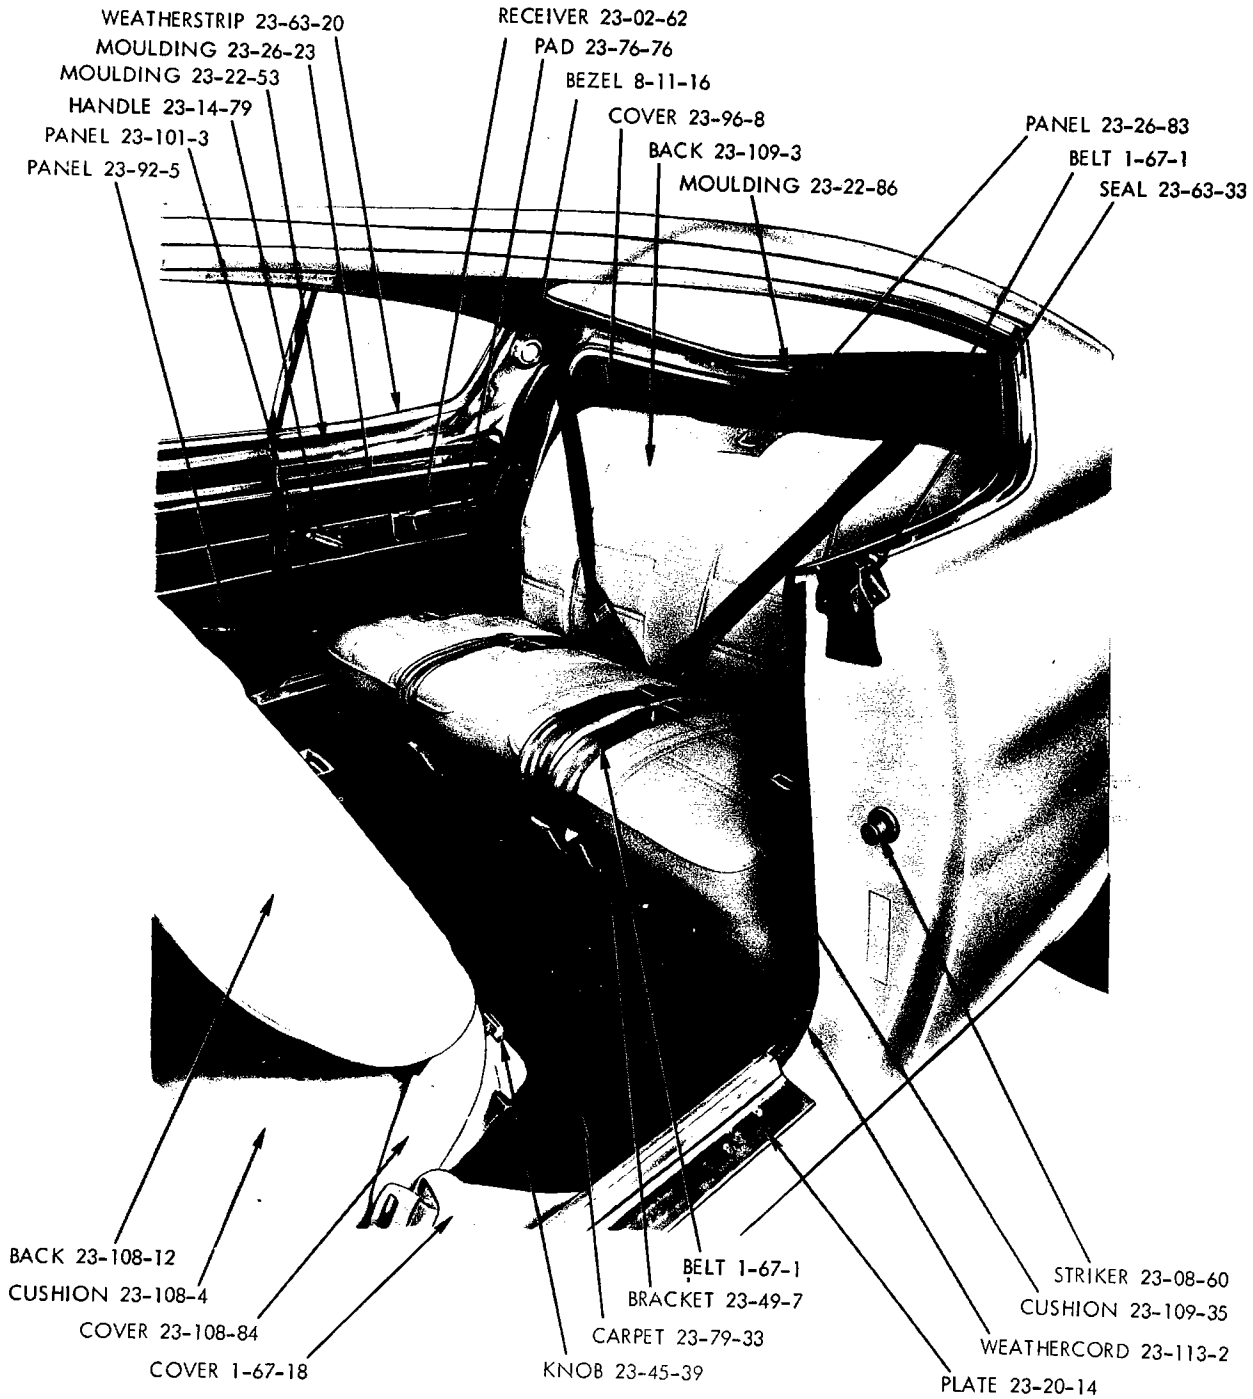 WEATHERSTRIP 23-63-20
MOULDING 23-26-23
MOULDING 23-22-53
HANDLE 23-14-79
PANEL 23-101-3
PANEL 23-92-5
RECEIVER 23-02-62
PAD 23-76-76
BEZEL 8-11-16
COVER 23-96-8
BACK 23-109-3
MOULDING 23-22-86
PANEL 23-26-83
BELT 1-67-1
SEAL 23-63-33
BACK 23-108-12
CUSHION 23-108-4
COVER 23-108-84
COVER 1-67-18
BELT 1-67-1
BRACKET 23-49-7
CARPET 23-79-33
KNOB 23-45-39
STRIKER 23-08-60
CUSHION 23-109-35
WEATHERCORD 23-113-2
PLATE 23-20-14